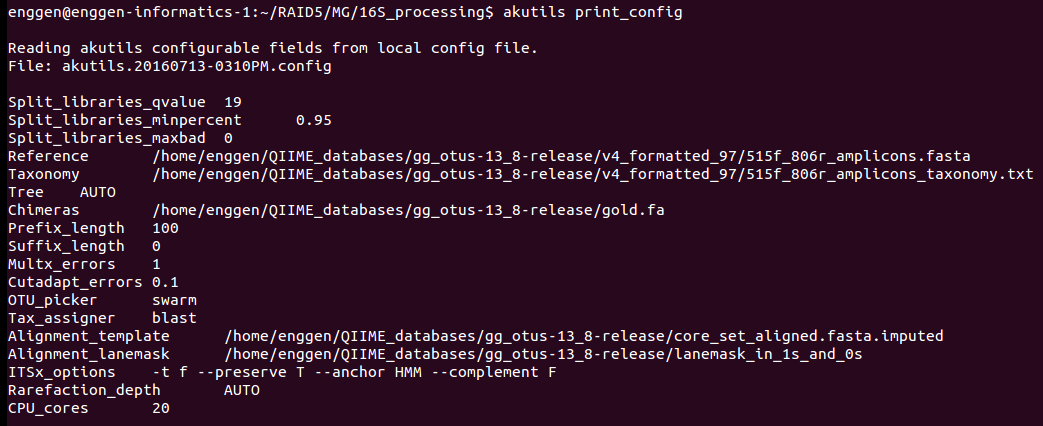 enggen@enggen-informatics-1:~/RAID5/MG/16S_processing$ akutils print_config
Reading akutils configurable fields from local config file.
File: akutils.20160713-0310PM.config
Split_libraries_qvalue 19
Split_libraries_minpercent 0.95
Split_libraries_maxbad 0
Reference /home/enggen/QIIME_databases/gg_otus-13_8-release/v4_formatted_97/515f_806r_amplicons.fasta
Taxonomy /home/enggen/QIIME_databases/gg_otus-13_8-release/v4_formatted_97/515f_806r_amplicons_taxonomy.txt
Tree AUTO
Chimeras /home/enggen/QIIME_databases/gg_otus-13_8-release/gold.fa
Prefix_length 100
Suffix_length 0
Multx_errors 1
Cutadapt_errors 0.1
OTU_picker swarm
Tax_assigner blast
Alignment_template /home/enggen/QIIME_databases/gg_otus-13_8-release/core_set_aligned.fasta.imputed
Alignment_lanemask /home/enggen/QIIME_databases/gg_otus-13_8-release/lanemask_in_1s_and_0s
ITSx_options -t f --preserve T --anchor HMM --complement F
Rarefaction_depth AUTO
CPU_cores 20